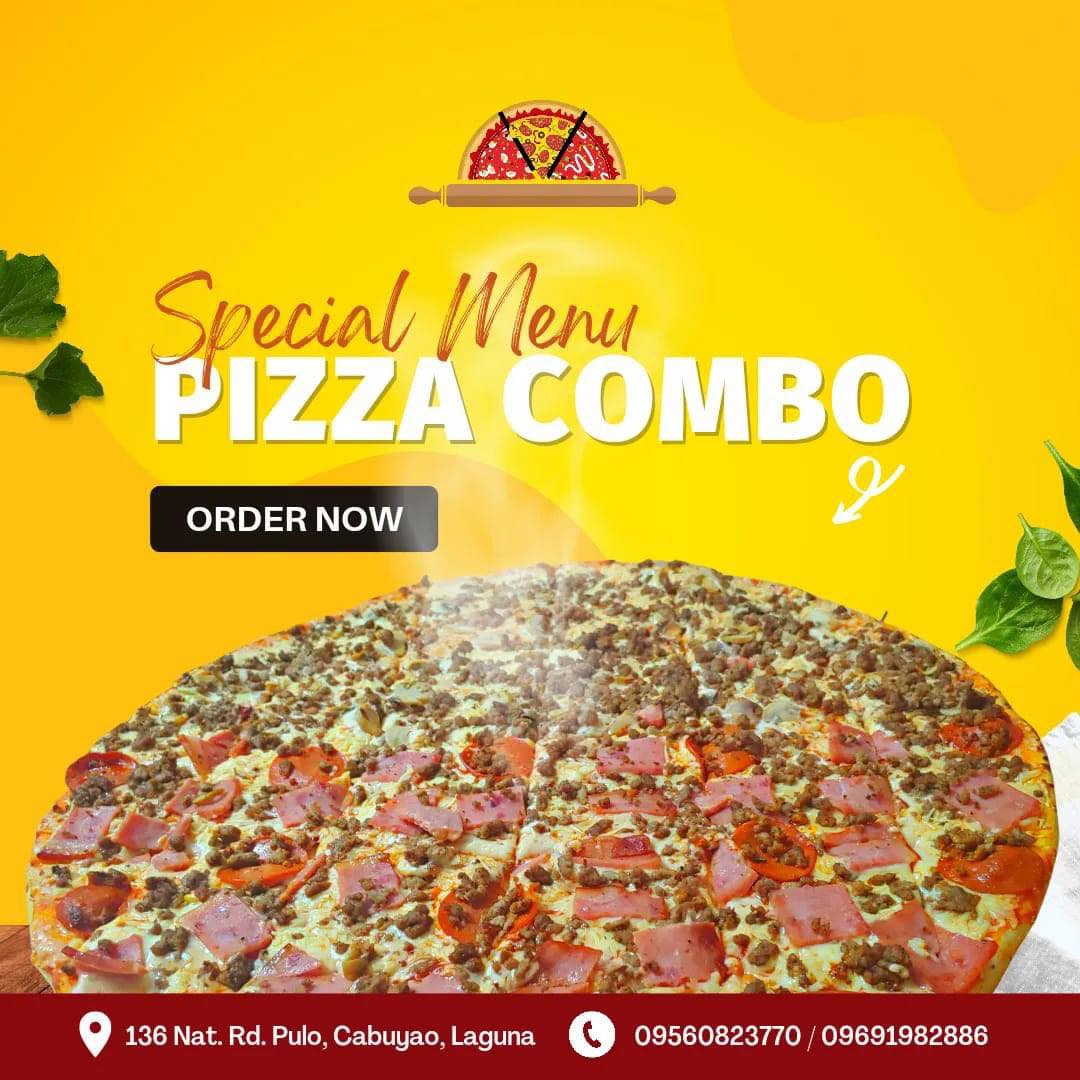 Special Menu
PIZZA COMBO
ORDER NOW
136 Nat. Rd. Pulo, Cabuyao, Laguna
09560823770 / 09691982886